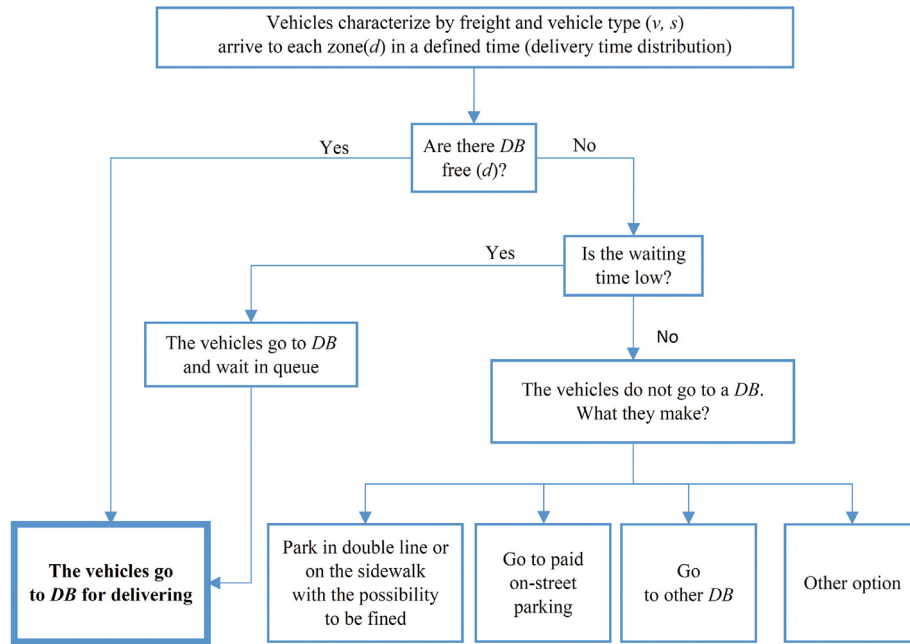 Vehicles characterize by freight and vehicle type (v, s)
arrive to each zone(d) in a defined time (delivery time distribution)
Yes
Are there DB
free (d)?
No
Yes
Is the waiting
time low?
The vehicles go to DB
and wait in queue
No
The vehicles do not go to a DB.
What they make?
The vehicles go
to DB for delivering
Park in double line or
on the sidewalk
with the possibility
to be fined
Go to paid
on-street
parking
Go
to other DB
Other option